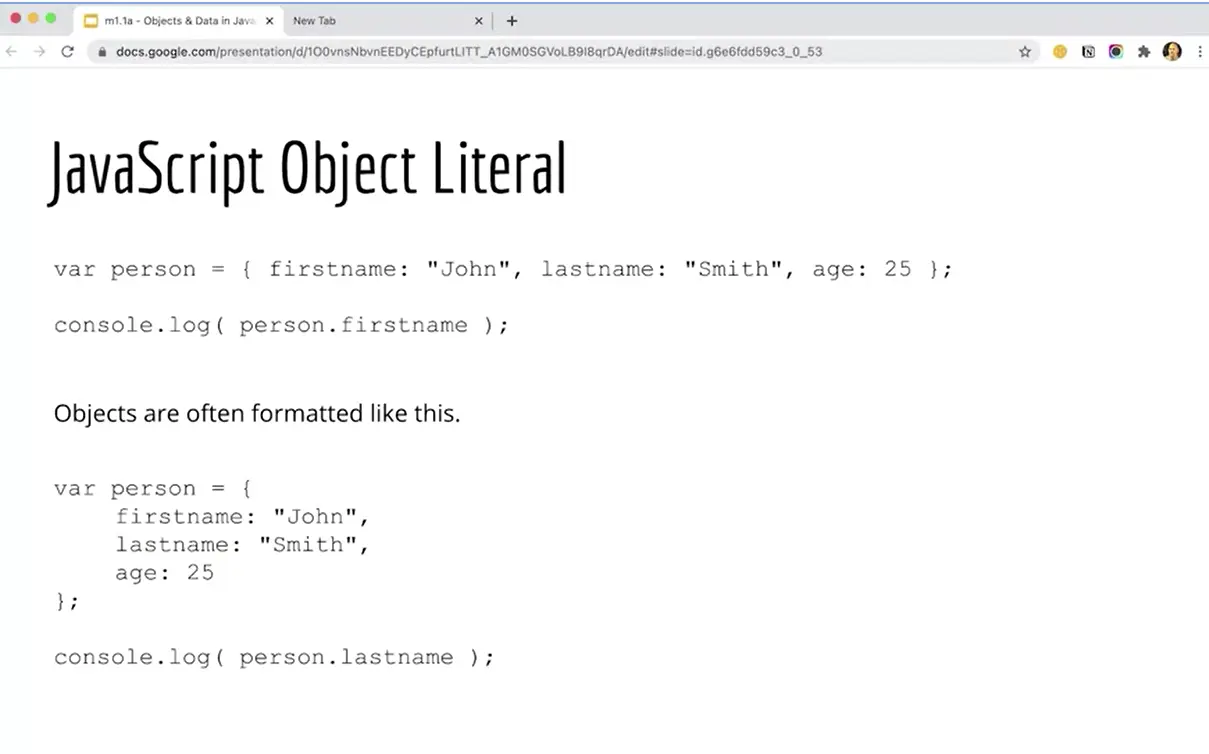 m1.1a - Objects & Data in Java
New Tab
docs.google.com/presentation/d/1O0vnsNbvnEEDyCEpfurtLlTT_A1GM0SGVoLB9I8qrDA/edit#slide=id.g6e6fdd59c3_0_53
JavaScript Object Literal
var person = { firstname: "John", lastname: "Smith", age: 25 };
console.log( person.firstname );
Objects are often formatted like this.
var person = {
firstname: "John",
lastname: "Smith",
age: 25
};
console.log( person.lastname );